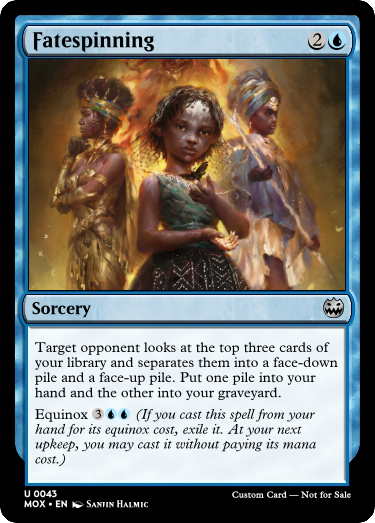 Fatespinning 2
Sorcery
Target opponent looks at the top three cards of
your library and separates them into a face-down
pile and a face-up pile. Put one pile into your
hand and the other into your graveyard.
Equinox 3 (If you cast this spell from your
hand for its equinox cost, exile it. At your next
upkeep, you may cast it without paying its mana
cost.)
U 0043
MOX • EN Sanfin Halmic
Custom Card — Not for Sale